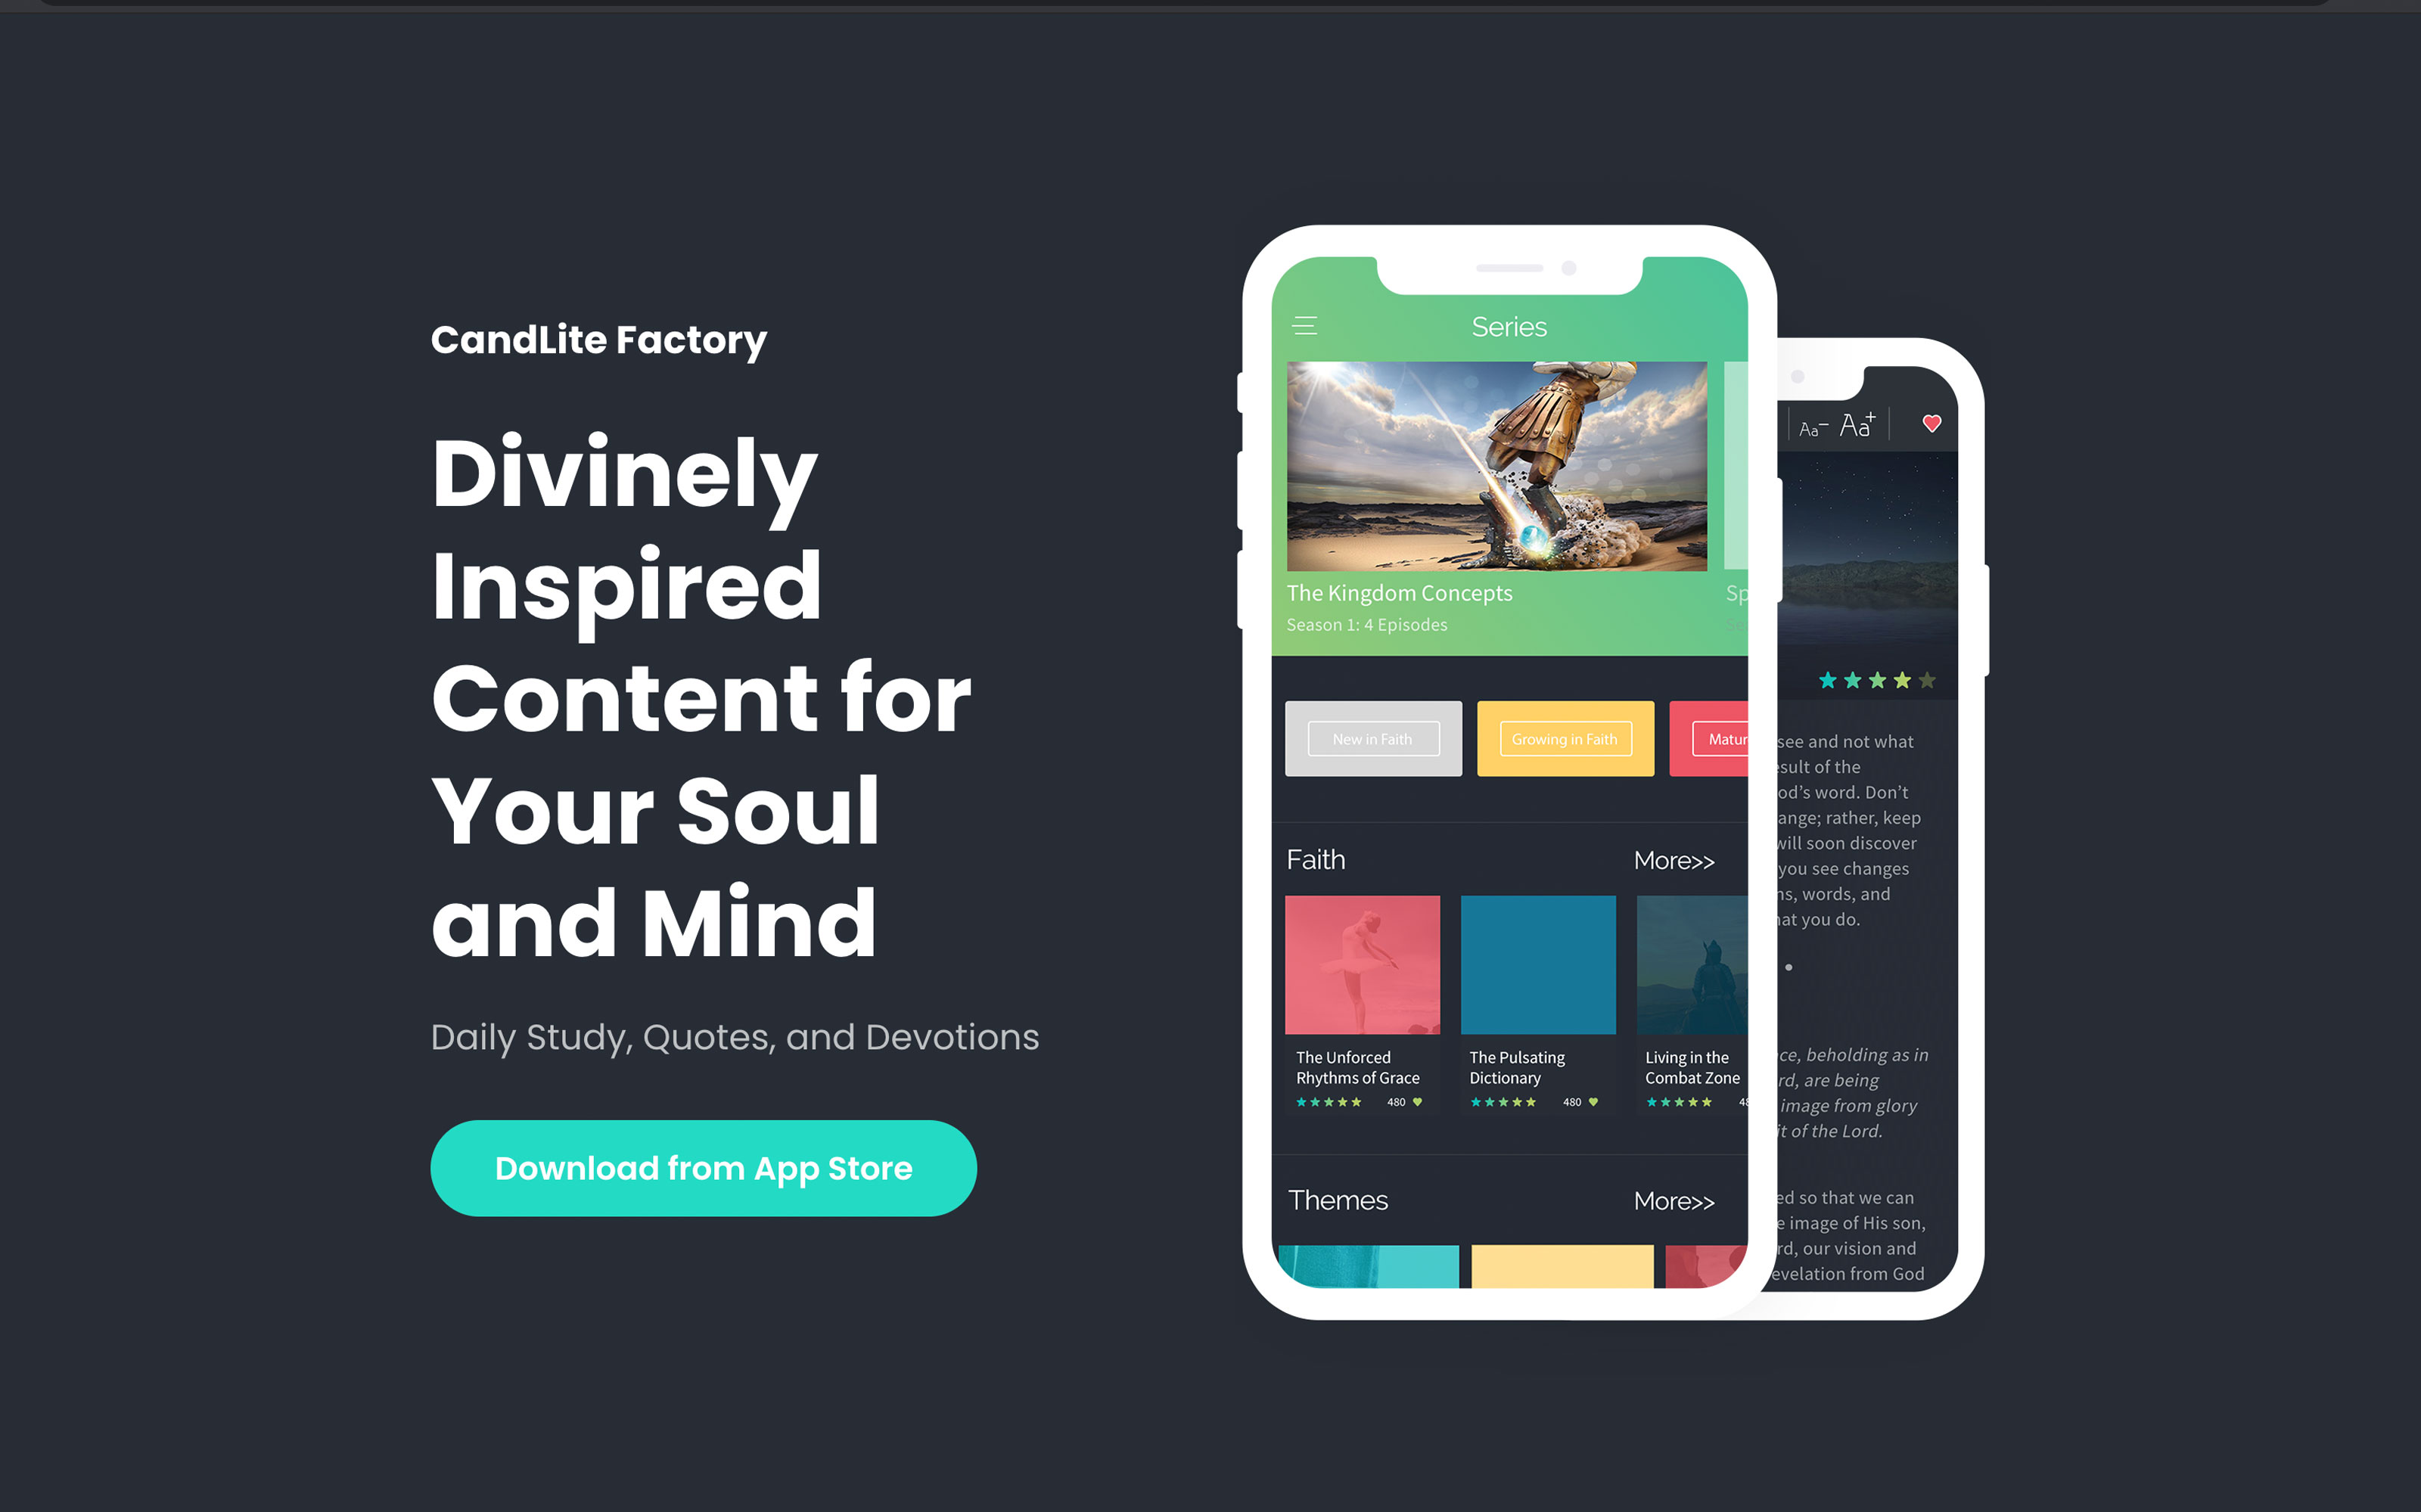 CandLite Factory
Divinely
Inspired
Content for
Your Soul
and Mind
Daily Study, Quotes, and Devotions
Download from App Store
Series
The Kingdom Concepts
Season 1: 4 Episodes
Sp
New in Faith
Growing in Faith
Matur
Faith
More>>
The Unforced
Rhythms of Grace
480
The Pulsating
Dictionary
480
Living in the
Combat Zone
48
Themes
More>>
Aa− Aa+
see and not what
esult of the
od's word. Don't
ange; rather, keep
will soon discover
you see changes
ns, words, and
hat you do.
ce, beholding as in
rd, are being
image from glory
it of the Lord.
ed so that we can
e image of His son,
rd, our vision and
evelation from God